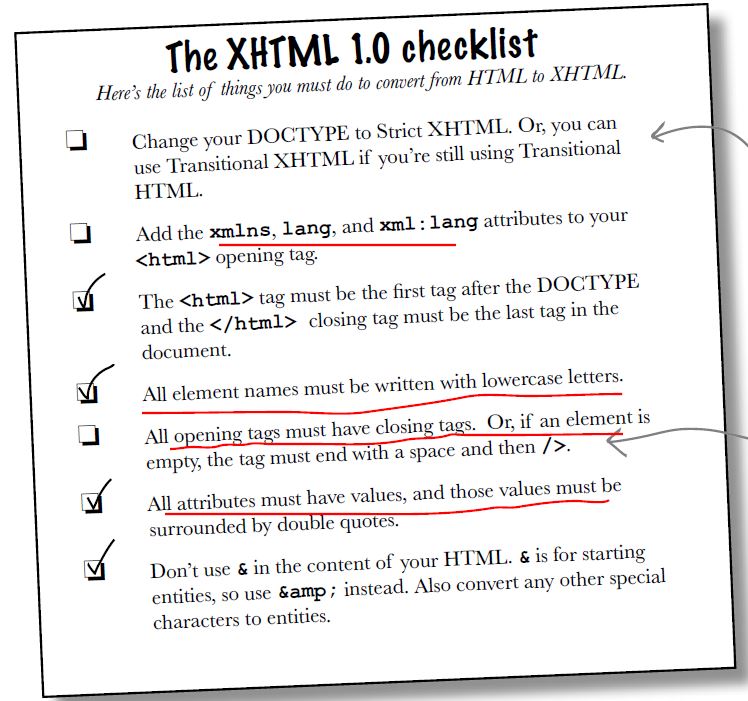 The XHTML 1.0 checklist
Here's the list of things you must do to convert from HTML to XHTML.
Change your DOCTYPE to Strict XHTML. Or, you can
use Transitional XHTML if you're still using Transitional
HTML.
Add the xmlns, lang, and xml:lang attributes to your
<html> opening tag.
The <html> tag must be the first tag after the DOCTYPE
and the </html> closing tag must be the last tag in the
document.
All element names must be written with lowercase letters.
All opening tags must have closing tags. Or, if an element is
empty, the tag must end with a space and then />.
All attributes must have values, and those values must be
surrounded by double quotes.
Don't use & in the content of your HTML. & is for starting
entities, so use &amp; instead. Also convert any other special
characters to entities.